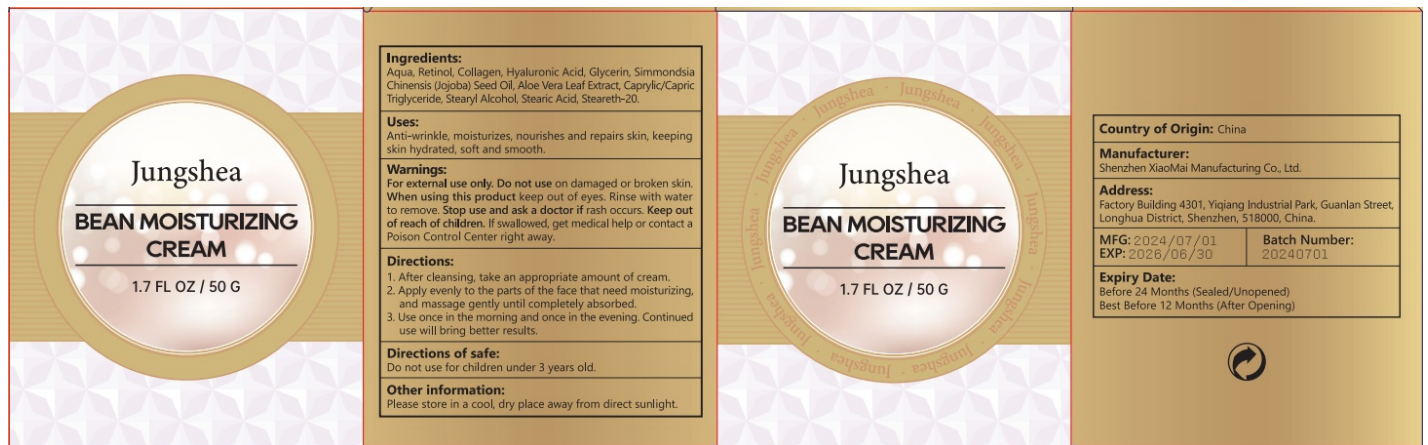 Jungshea
BEAN MOISTURIZING
CREAM
1.7 FL OZ / 50 G
Ingredients:
Aqua, Retinol, Collagen, Hyaluronic Acid, Glycerin, Simmondsia
Chinensis (Jojoba) Seed Oil, Aloe Vera Leaf Extract, Caprylic/Capric
Triglyceride, Stearyl Alcohol, Stearic Acid, Steareth-20.
Uses:
Anti-wrinkle, moisturizes, nourishes and repairs skin, keeping
skin hydrated, soft and smooth.
Warnings:
For external use only. Do not use on damaged or broken skin.
When using this product keep out of eyes. Rinse with water
to remove. Stop use and ask a doctor if rash occurs. Keep out
of reach of children. If swallowed, get medical help or contact a
Poison Control Center right away.
Directions:
1. After cleansing, take an appropriate amount of cream.
2. Apply evenly to the parts of the face that need moisturizing,
and massage gently until completely absorbed.
3. Use once in the morning and once in the evening. Continued
use will bring better results.
Directions of safe:
Do not use for children under 3 years old.
Other information:
Please store in a cool, dry place away from direct sunlight.
Jungshea · Jungshea · Jungshea · Jungshea · Jungshea · Jungshea · Jungshea · Jungshea · Jungshea · Jungshea · Jungshea
Jungshea
BEAN MOISTURIZING
CREAM
1.7 FL OZ / 50 G
Country of Origin: China
Manufacturer:
Shenzhen XiaoMai Manufacturing Co., Ltd.
Address:
Factory Building 4301, Yiqiang Industrial Park, Guanlan Street,
Longhua District, Shenzhen, 518000, China.
MFG: 2024/07/01
EXP: 2026/06/30
Batch Number:
20240701
Expiry Date:
Before 24 Months (Sealed/Unopened)
Best Before 12 Months (After Opening)